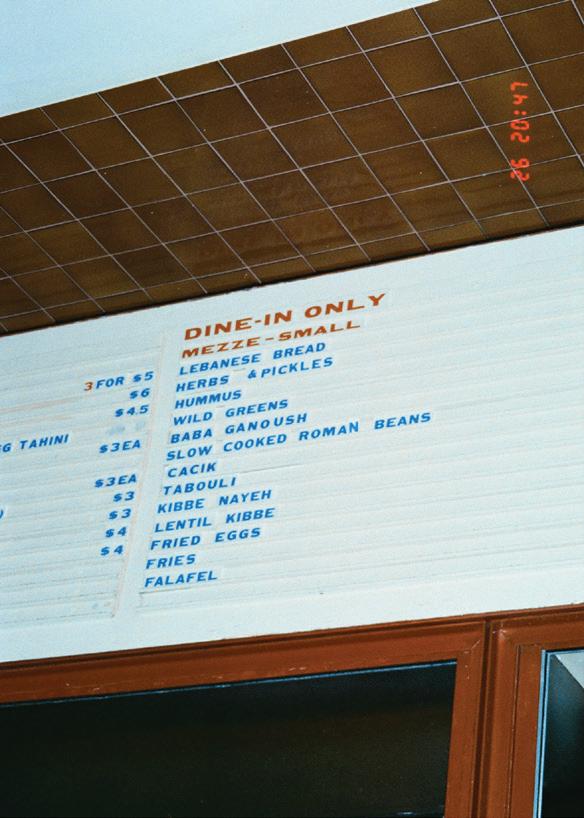 26 20:47
3 FOR $5
$6
$4.5
GG TAHINI
$3EA
$3EA
$3
)
$3
$4
$4
DINE-IN ONLY
MEZZE-SMALL
LEBANESE BREAD
HERBS & PICKLES
HUMMUS
WILD GREENS
BABA GANOUSH
SLOW COOKED ROMAN BEANS
CACIK
TABOULI
KIBBE NAYEH
LENTIL KIBBE
FRIED EGGS
FRIES
FALAFEL